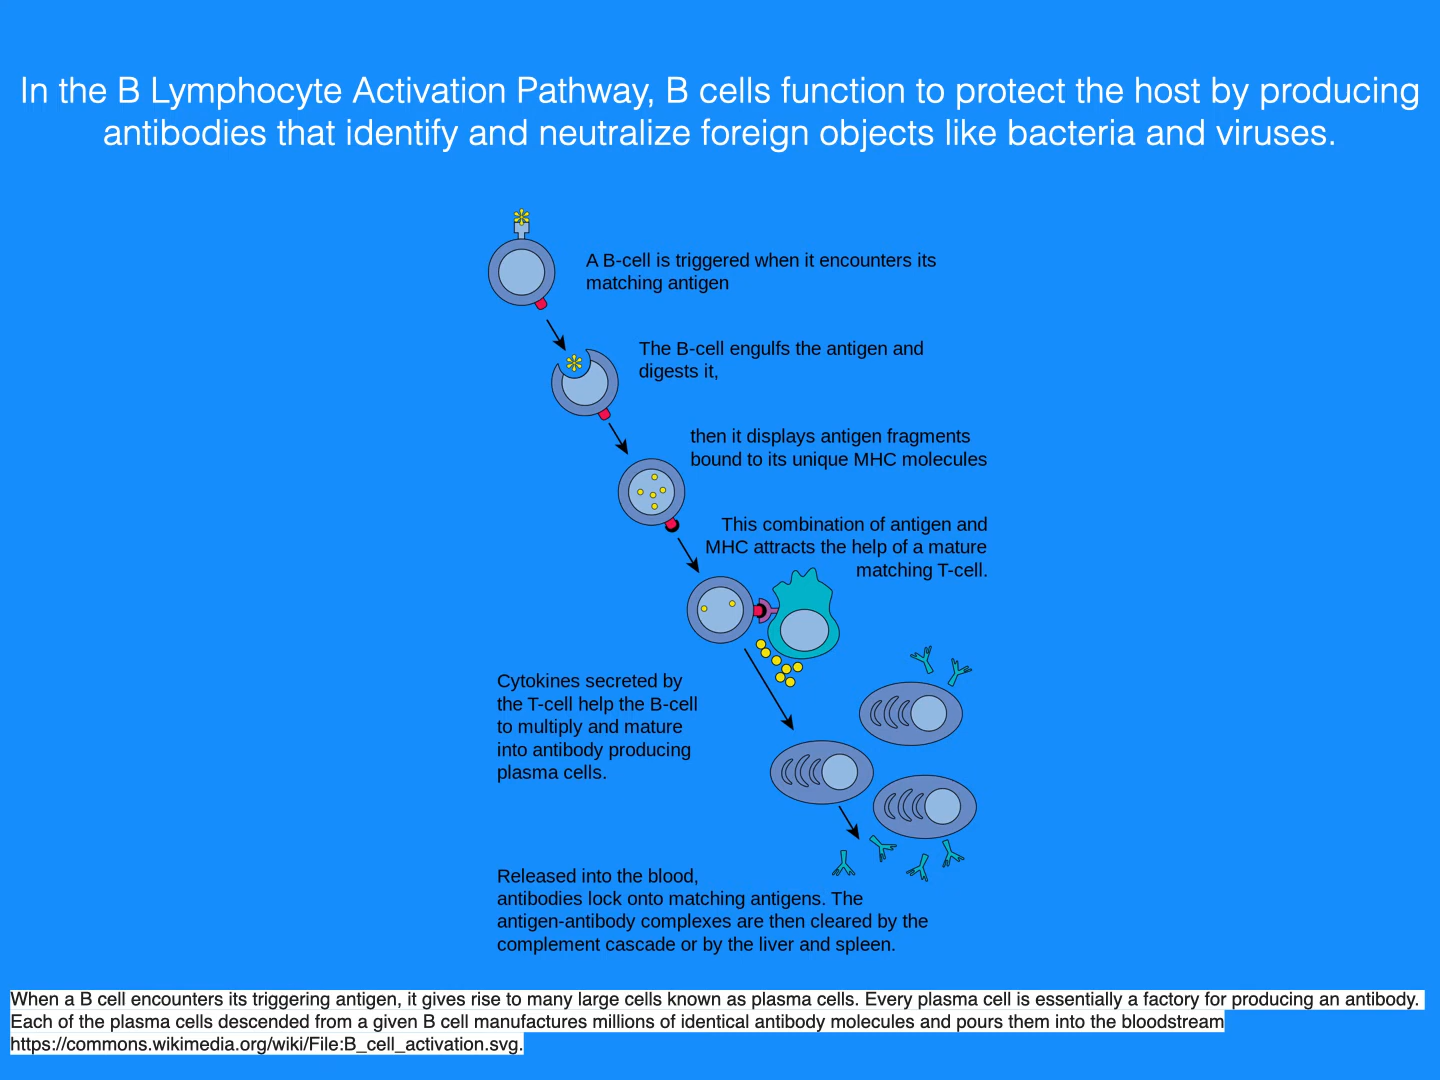 In the B Lymphocyte Activation Pathway, B cells function to protect the host by producing
antibodies that identify and neutralize foreign objects like bacteria and viruses.
A B-cell is triggered when it encounters its
matching antigen
The B-cell engulfs the antigen and
digests it,
then it displays antigen fragments
bound to its unique MHC molecules
This combination of antigen and
MHC attracts the help of a mature
matching T-cell.
Cytokines secreted by
the T-cell help the B-cell
to multiply and mature
into antibody producing
plasma cells.
Released into the blood,
antibodies lock onto matching antigens. The
antigen-antibody complexes are then cleared by the
complement cascade or by the liver and spleen.
When a B cell encounters its triggering antigen, it gives rise to many large cells known as plasma cells. Every plasma cell is essentially a factory for producing an antibody.
Each of the plasma cells descended from a given B cell manufactures millions of identical antibody molecules and pours them into the bloodstream
https://commons.wikimedia.org/wiki/File:B_cell_activation.svg.